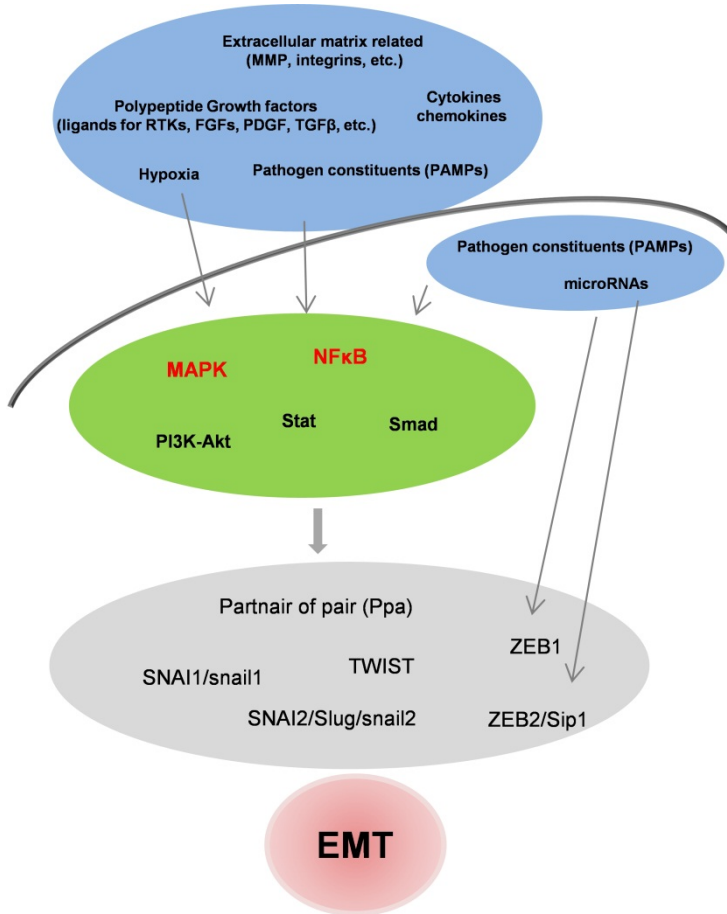 Extracellular matrix related
(MMP, integrins, etc.)
Polypeptide Growth factors
(ligands for RTKs, FGFs, PDGF, TGFβ, etc.)
Cytokines
chemokines
Hypoxia
Pathogen constituents (PAMPs)
Pathogen constituents (PAMPs)
microRNAs
MAPK
NFκB
PI3K-Akt
Stat
Smad
Partnair of pair (Ppa)
SNAI1/snail1
TWIST
ZEB1
SNAI2/Slug/snail2
ZEB2/Sip1
EMT